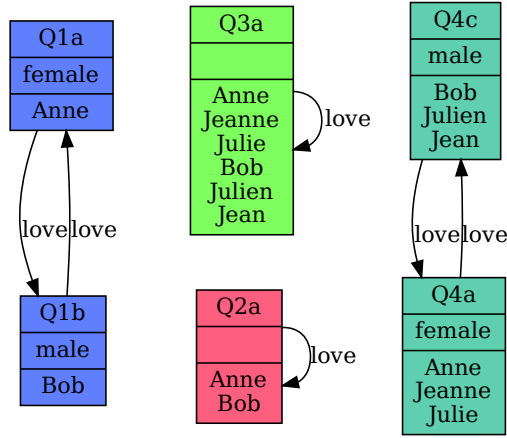 Q1a
female
Anne
love
love
Q1b
male
Bob
Q3a
Anne
Jeanne
Julie
Bob
Julien
Jean
love
Q2a
Anne
Bob
love
Q4c
male
Bob
Julien
Jean
love
love
Q4a
female
Anne
Jeanne
Julie